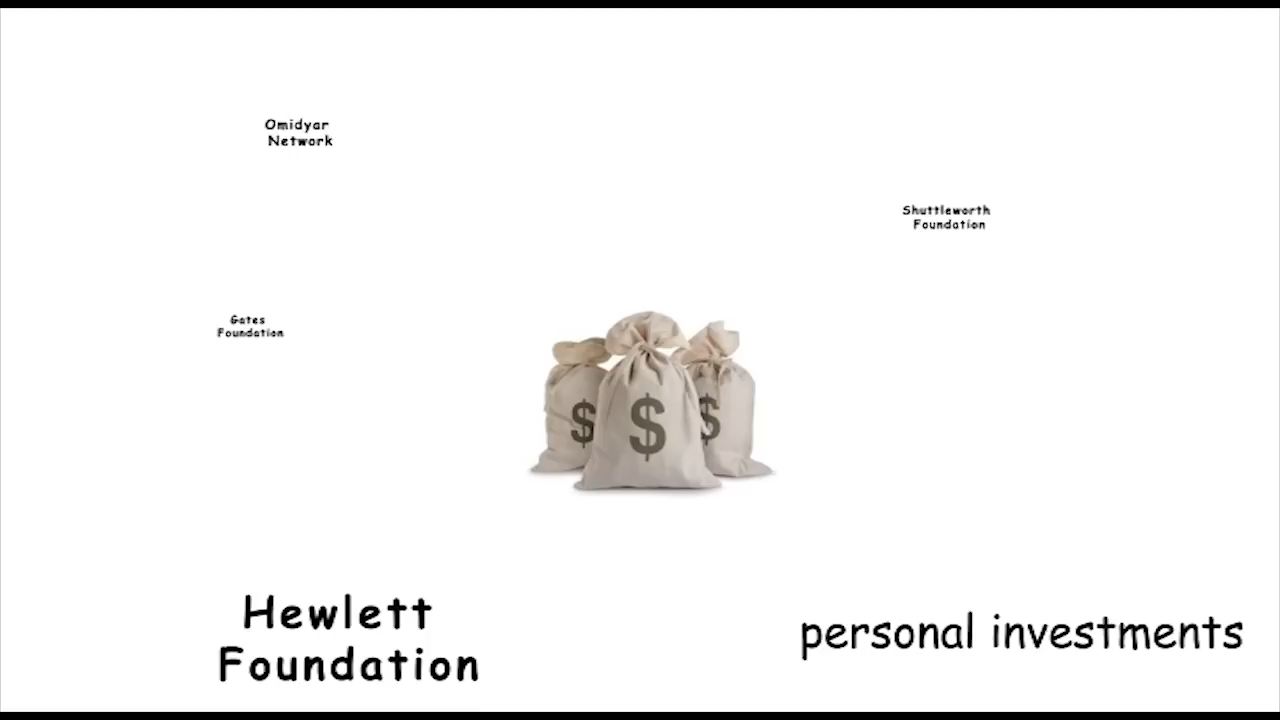 Omidyar
Network
Shuttleworth
Foundation
Gates
Foundation
$ $ $
Hewlett
Foundation
personal investments